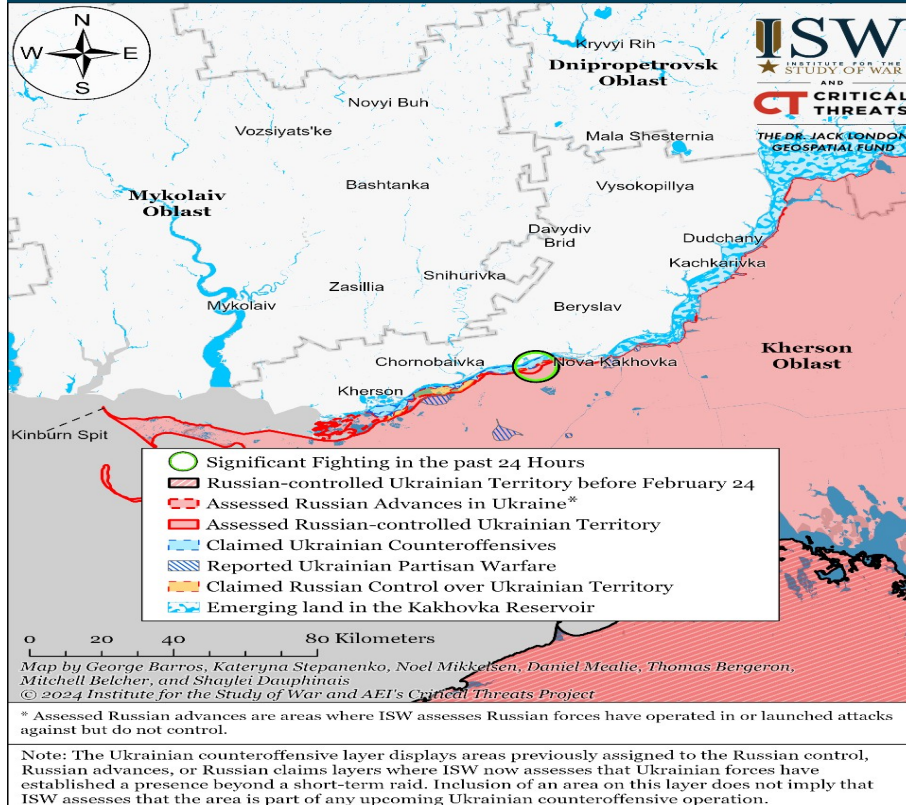 N
W E
S
ISW
INSTITUTE FOR THE
STUDY OF WAR
AND
CT CRITICAL
THREATS
THE DR. JACK LONDON
GEOSPATIAL FUND
Kryvyi Rih
Dnipropetrovsk
Oblast
Novyi Buh
Vozsiyats'ke
Mala Shesternia
Bashtanka
Vysokopillya
Mykolaiv
Oblast
Davydiv
Brid
Dudchany
Kachkarivka
Snihurivka
Zasillia
Mykolaiv
Beryslav
Kherson
Oblast
Chornobaivka
Nova Kakhovka
Kherson
Kinburn Spit
Significant Fighting in the past 24 Hours
Russian-controlled Ukrainian Territory before February 24
Assessed Russian Advances in Ukraine*
Assessed Russian-controlled Ukrainian Territory
Claimed Ukrainian Counteroffensives
Reported Ukrainian Partisan Warfare
Claimed Russian Control over Ukrainian Territory
Emerging land in the Kakhovka Reservoir
0 20 40 80 Kilometers
Map by George Barros, Kateryna Stepanenko, Noel Mikkelsen, Daniel Mealie, Thomas Bergeron,
Mitchell Belcher, and Shaylei Dauphinais
© 2024 Institute for the Study of War and AEI's Critical Threats Project
* Assessed Russian advances are areas where ISW assesses Russian forces have operated in or launched attacks
against but do not control.
Note: The Ukrainian counteroffensive layer displays areas previously assigned to the Russian control,
Russian advances, or Russian claims layers where ISW now assesses that Ukrainian forces have
established a presence beyond a short-term raid. Inclusion of an area on this layer does not imply that
ISW assesses that the area is part of any upcoming Ukrainian counteroffensive operation.